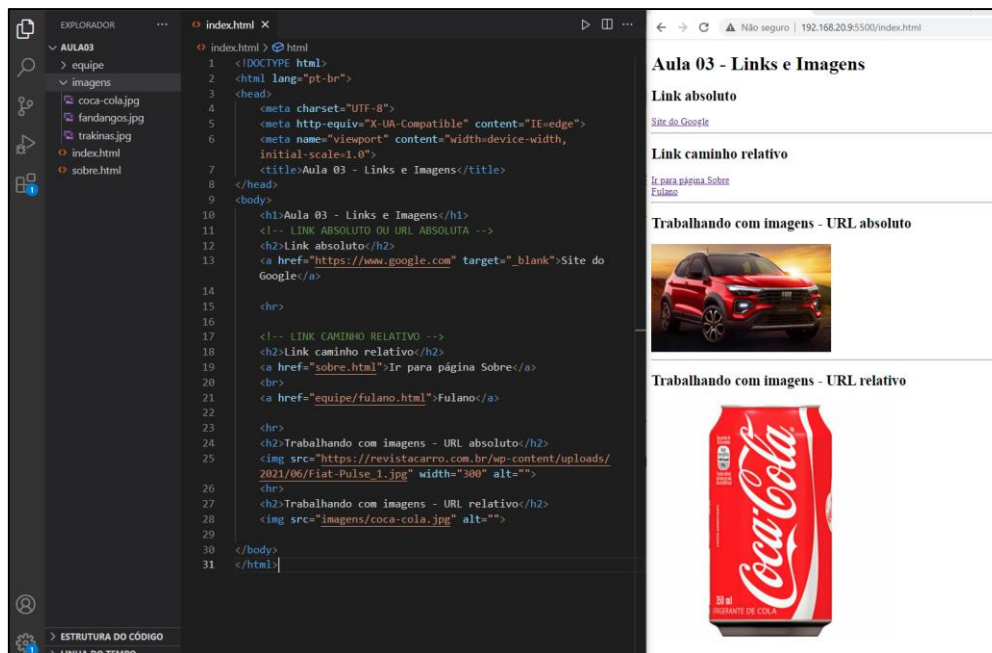 EXPLORADOR ···
AULA03
equipe
imagens
coca-cola.jpg
fandangos.jpg
trakinas.jpg
index.html
sobre.html
ESTRUTURA DO CÓDIGO
LINHA DO TEMPO
1
1
index.html ×
index.html > html
1 <!DOCTYPE html>
2 <html lang="pt-br">
3 <head>
4 <meta charset="UTF-8">
5 <meta http-equiv="X-UA-Compatible" content="IE=edge">
6 <meta name="viewport" content="width=device-width,
initial-scale=1.0">
7 <title>Aula 03 - Links e Imagens</title>
8 </head>
9 <body>
10 <h1>Aula 03 - Links e Imagens</h1>
11 <!-- LINK ABSOLUTO OU URL ABSOLUTA -->
12 <h2>Link absoluto</h2>
13 <a href="https://www.google.com" target="_blank">Site do
Google</a>
14
15 <hr>
16
17 <!-- LINK CAMINHO RELATIVO -->
18 <h2>Link caminho relativo</h2>
19 <a href="sobre.html">Ir para página Sobre</a>
20 <br>
21 <a href="equipe/fulano.html">Fulano</a>
22
23 <hr>
24 <h2>Trabalhando com imagens - URL absoluto</h2>
25 <img src="https://revistacarro.com.br/wp-content/uploads/
2021/06/Fiat-Pulse_1.jpg" width="300" alt="">
26 <hr>
27 <h2>Trabalhando com imagens - URL relativo</h2>
28 <img src="imagens/coca-cola.jpg" alt="">
29
30 </body>
31 </html>
Não seguro | 192.168.20.9:5500/index.html
Aula 03 - Links e Imagens
Link absoluto
Site do Google
Link caminho relativo
Ir para página Sobre
Fulano
Trabalhando com imagens - URL absoluto
Trabalhando com imagens - URL relativo
Coca-Cola
350 ml